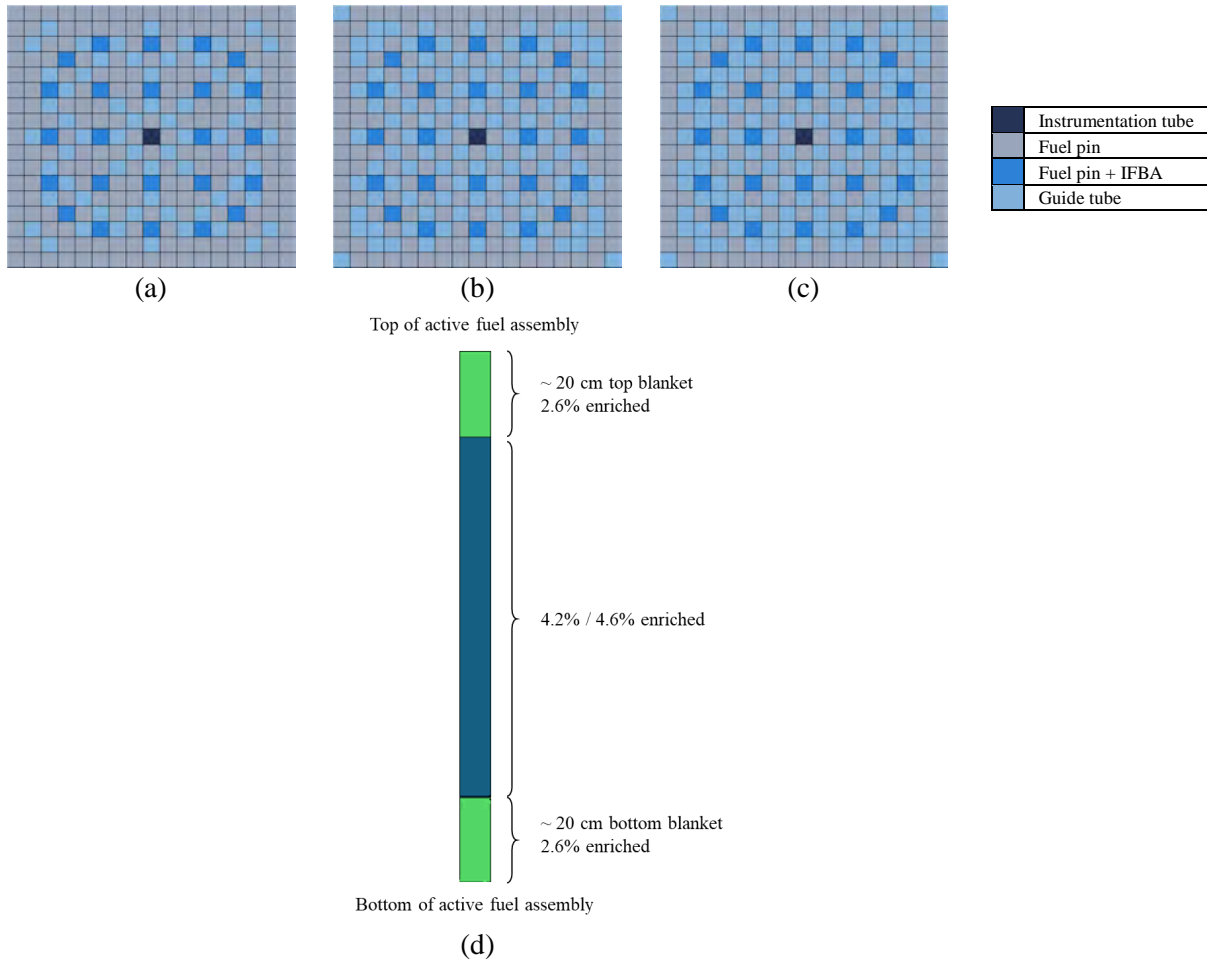 Instrumentation tube
Fuel pin
Fuel pin + IFBA
Guide tube
(a)
(b)
(c)
Top of active fuel assembly
~ 20 cm top blanket
2.6% enriched
4.2% / 4.6% enriched
~ 20 cm bottom blanket
2.6% enriched
Bottom of active fuel assembly
(d)